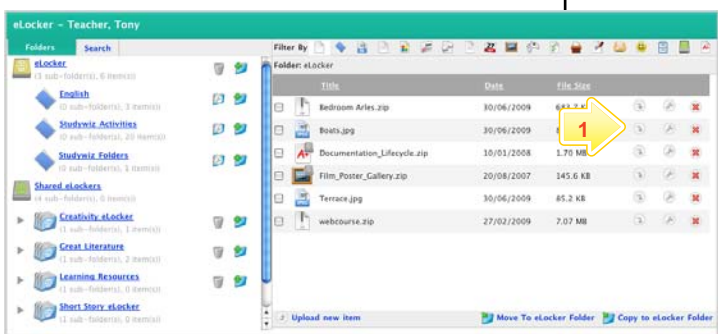 eLocker – Teacher, Tony
Folders Search Filter By
eLocker
(3 sub-folder(s), 6 item(s))
English
(0 sub-folder(s), 3 item(s))
Studywiz Activities
(0 sub-folder(s), 20 item(s))
Studywiz Folders
(0 sub-folder(s), 1 item(s))
Shared eLockers
(4 sub-folder(s), 0 item(s))
Creativity eLocker
(1 sub-folder(s), 1 item(s))
Great Literature
(1 sub-folder(s), 2 item(s))
Learning Resources
(1 sub-folder(s), 0 item(s))
Short Story eLocker
(1 sub-folder(s), 0 item(s))
Folder: eLocker
Title Date File Size
Bedroom Arles.zip 30/06/2009
Boats.jpg 30/06/2009
1
Documentation_Lifecycle.zip 10/01/2008 1.70 MB
Film_Poster_Gallery.zip 20/08/2007 145.6 KB
Terrace.jpg 30/06/2009 85.2 KB
webcourse.zip 27/02/2009 7.07 MB
Upload new item Move To eLocker Folder Copy to eLocker Folder